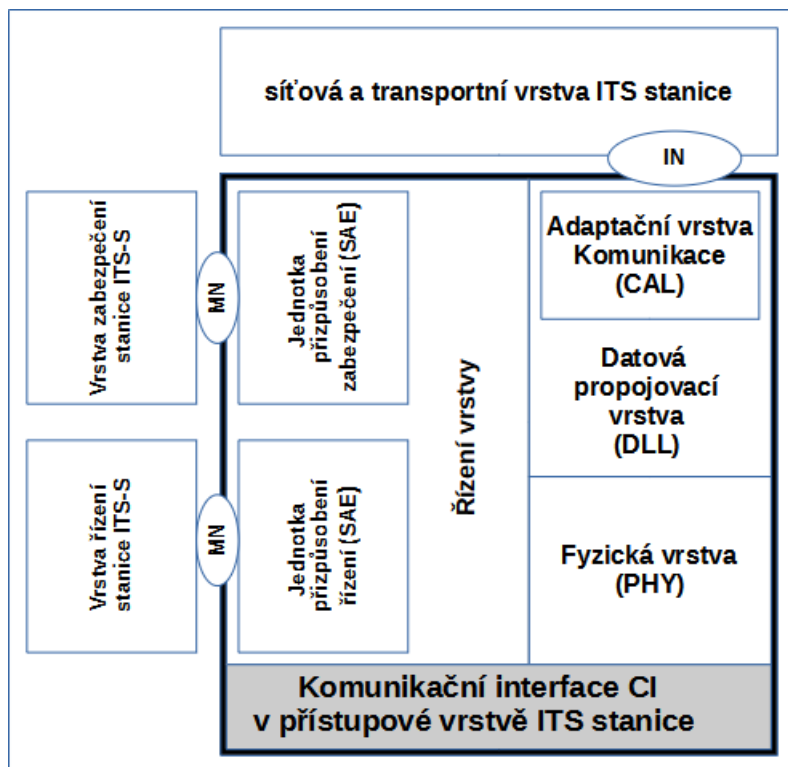 síťová a transportní vrstva ITS stanice
IN
Vrstva zabezpečení
stanice ITS-S
MN
Jednotka
přizpůsobení
zabezpečení (SAE)
Adaptační vrstva
Komunikace
(CAL)
Datová
propojovací
vrstva
(DLL)
Řízení vrstvy
Vrstva řízení
stanice ITS-S
MN
Jednotka
přizpůsobení
řízení (SAE)
Fyzická vrstva
(PHY)
Komunikační interface CI
v přístupové vrstvě ITS stanice